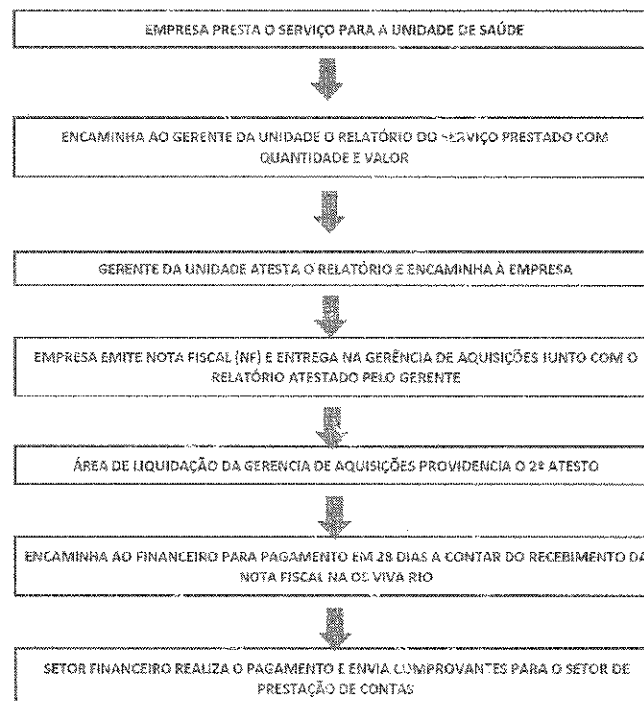 EMPRESA PRESTA O SERVIÇO PARA A UNIDADE DE SAÚDE
ENCAMINHA AO GERENTE DA UNIDADE O RELATÓRIO DO SERVIÇO PRESTADO COM
QUANTIDADE E VALOR
GERENTE DA UNIDADE ATESTA O RELATÓRIO E ENCAMINHA À EMPRESA
EMPRESA EMITE NOTA FISCAL (NF) E ENTREGA NA GERÊNCIA DE AQUISIÇÕES JUNTO COM O
RELATÓRIO ATESTADO PELO GERENTE
ÁREA DE LIQUIDAÇÃO DA GERENCIA DE AQUISIÇÕES PROVIDENCIA O 2º ATESTO
ENCAMINHA AO FINANCEIRO PARA PAGAMENTO EM 28 DIAS A CONTAR DO RECEBIMENTO DA
NOTA FISCAL NA OS VIVA RIO
SETOR FINANCEIRO REALIZA O PAGAMENTO E ENVIA COMPROVANTES PARA O SETOR DE
PRESTAÇÃO DE CONTAS